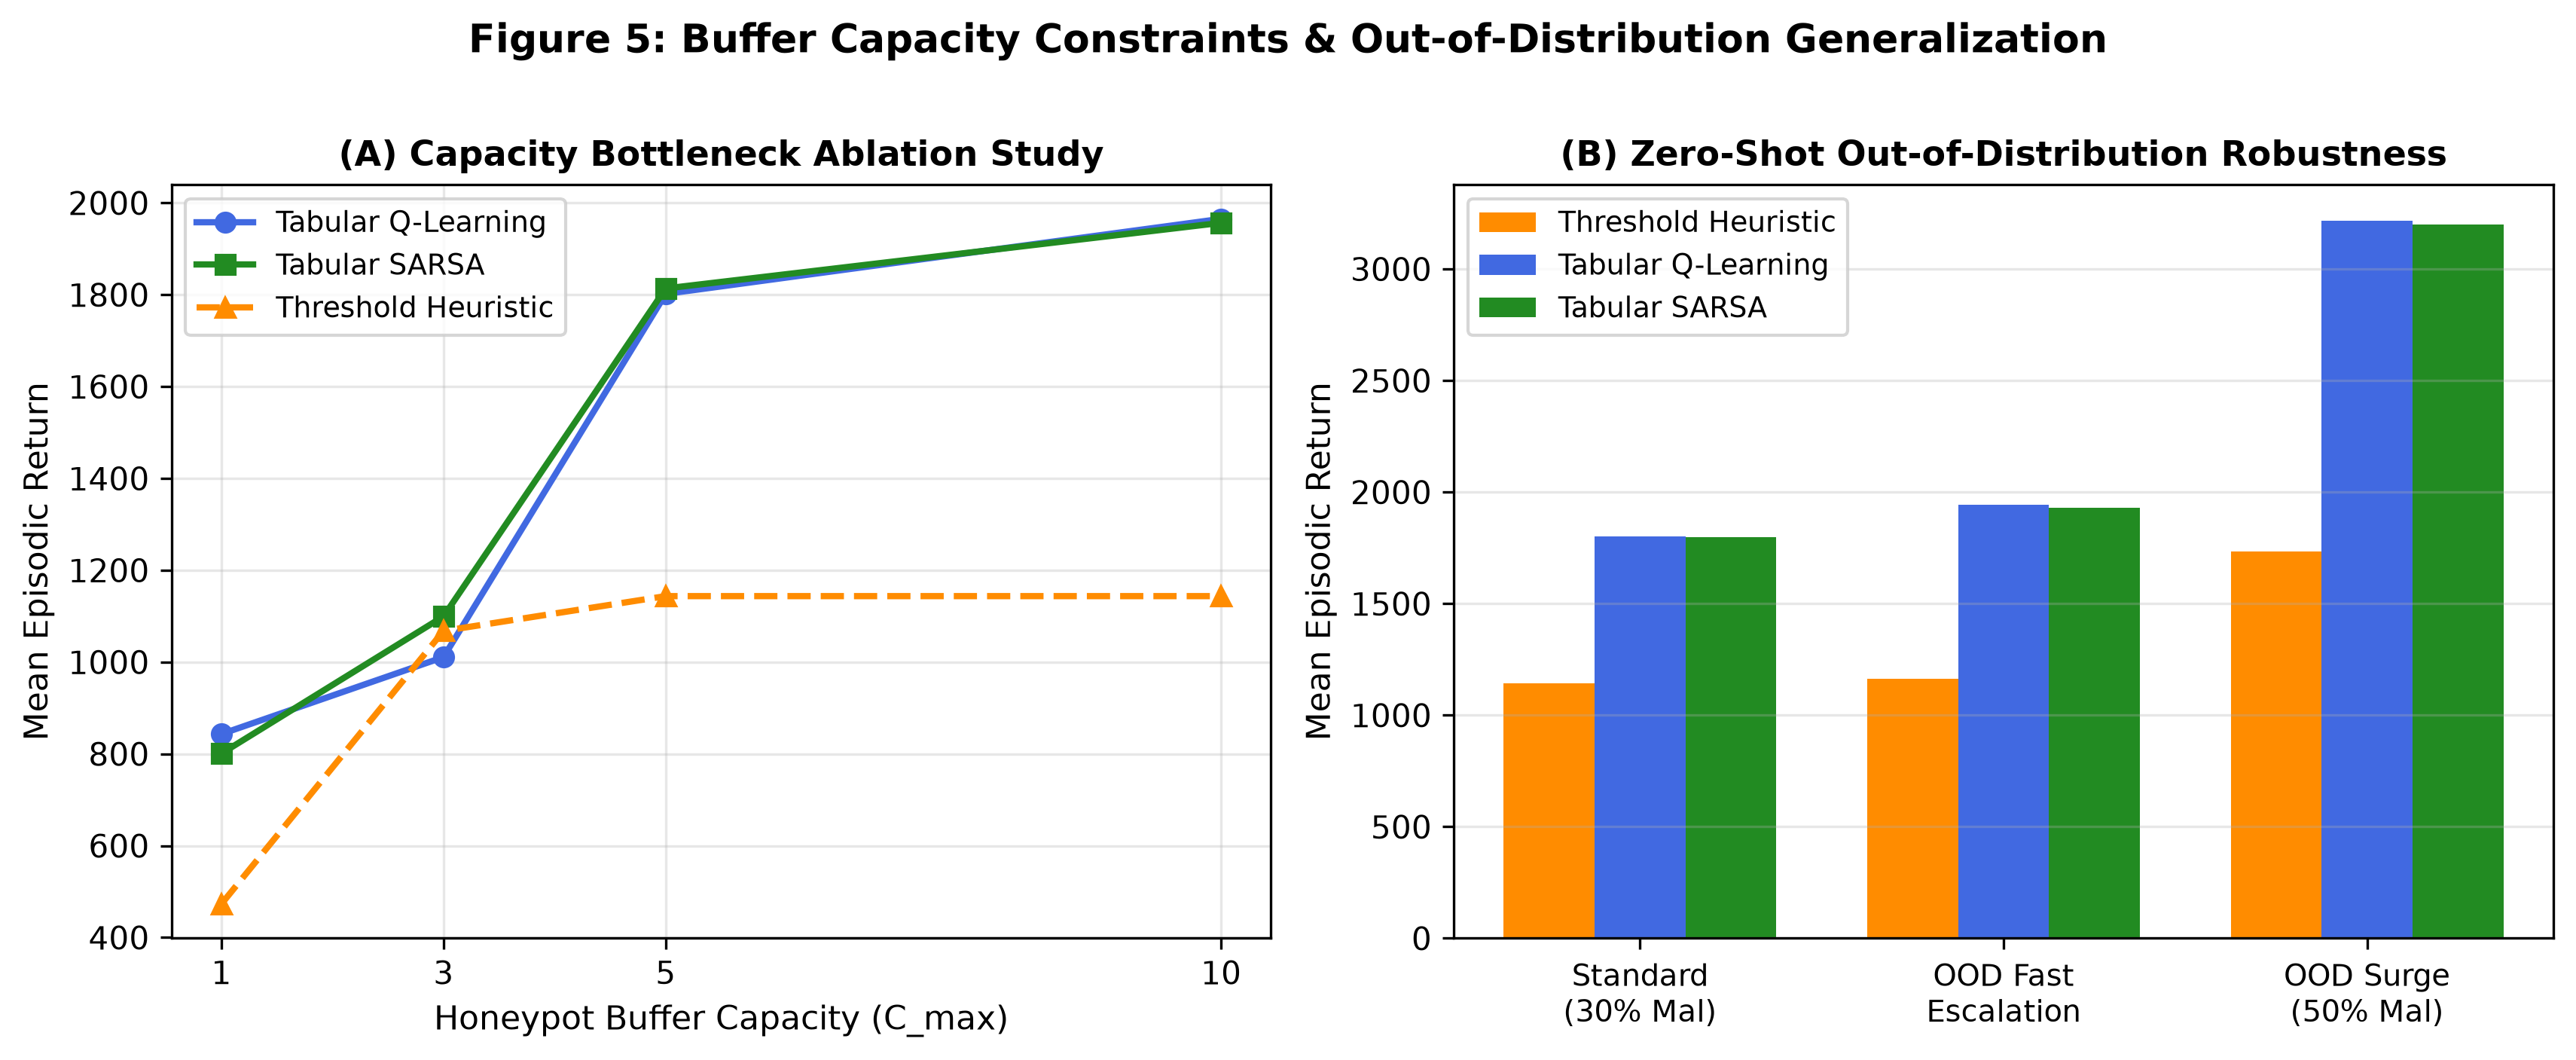 Figure 5: Buffer Capacity Constraints & Out-of-Distribution Generalization
(A) Capacity Bottleneck Ablation Study
2000
1800
1600
1400
1200
1000
800
600
400
Mean Episodic Return
Tabular Q-Learning
Tabular SARSA
Threshold Heuristic
1 3 5 10
Honeypot Buffer Capacity (C_max)
(B) Zero-Shot Out-of-Distribution Robustness
3000
2500
2000
1500
1000
500
0
Mean Episodic Return
Threshold Heuristic
Tabular Q-Learning
Tabular SARSA
Standard
(30% Mal)
OOD Fast
Escalation
OOD Surge
(50% Mal)